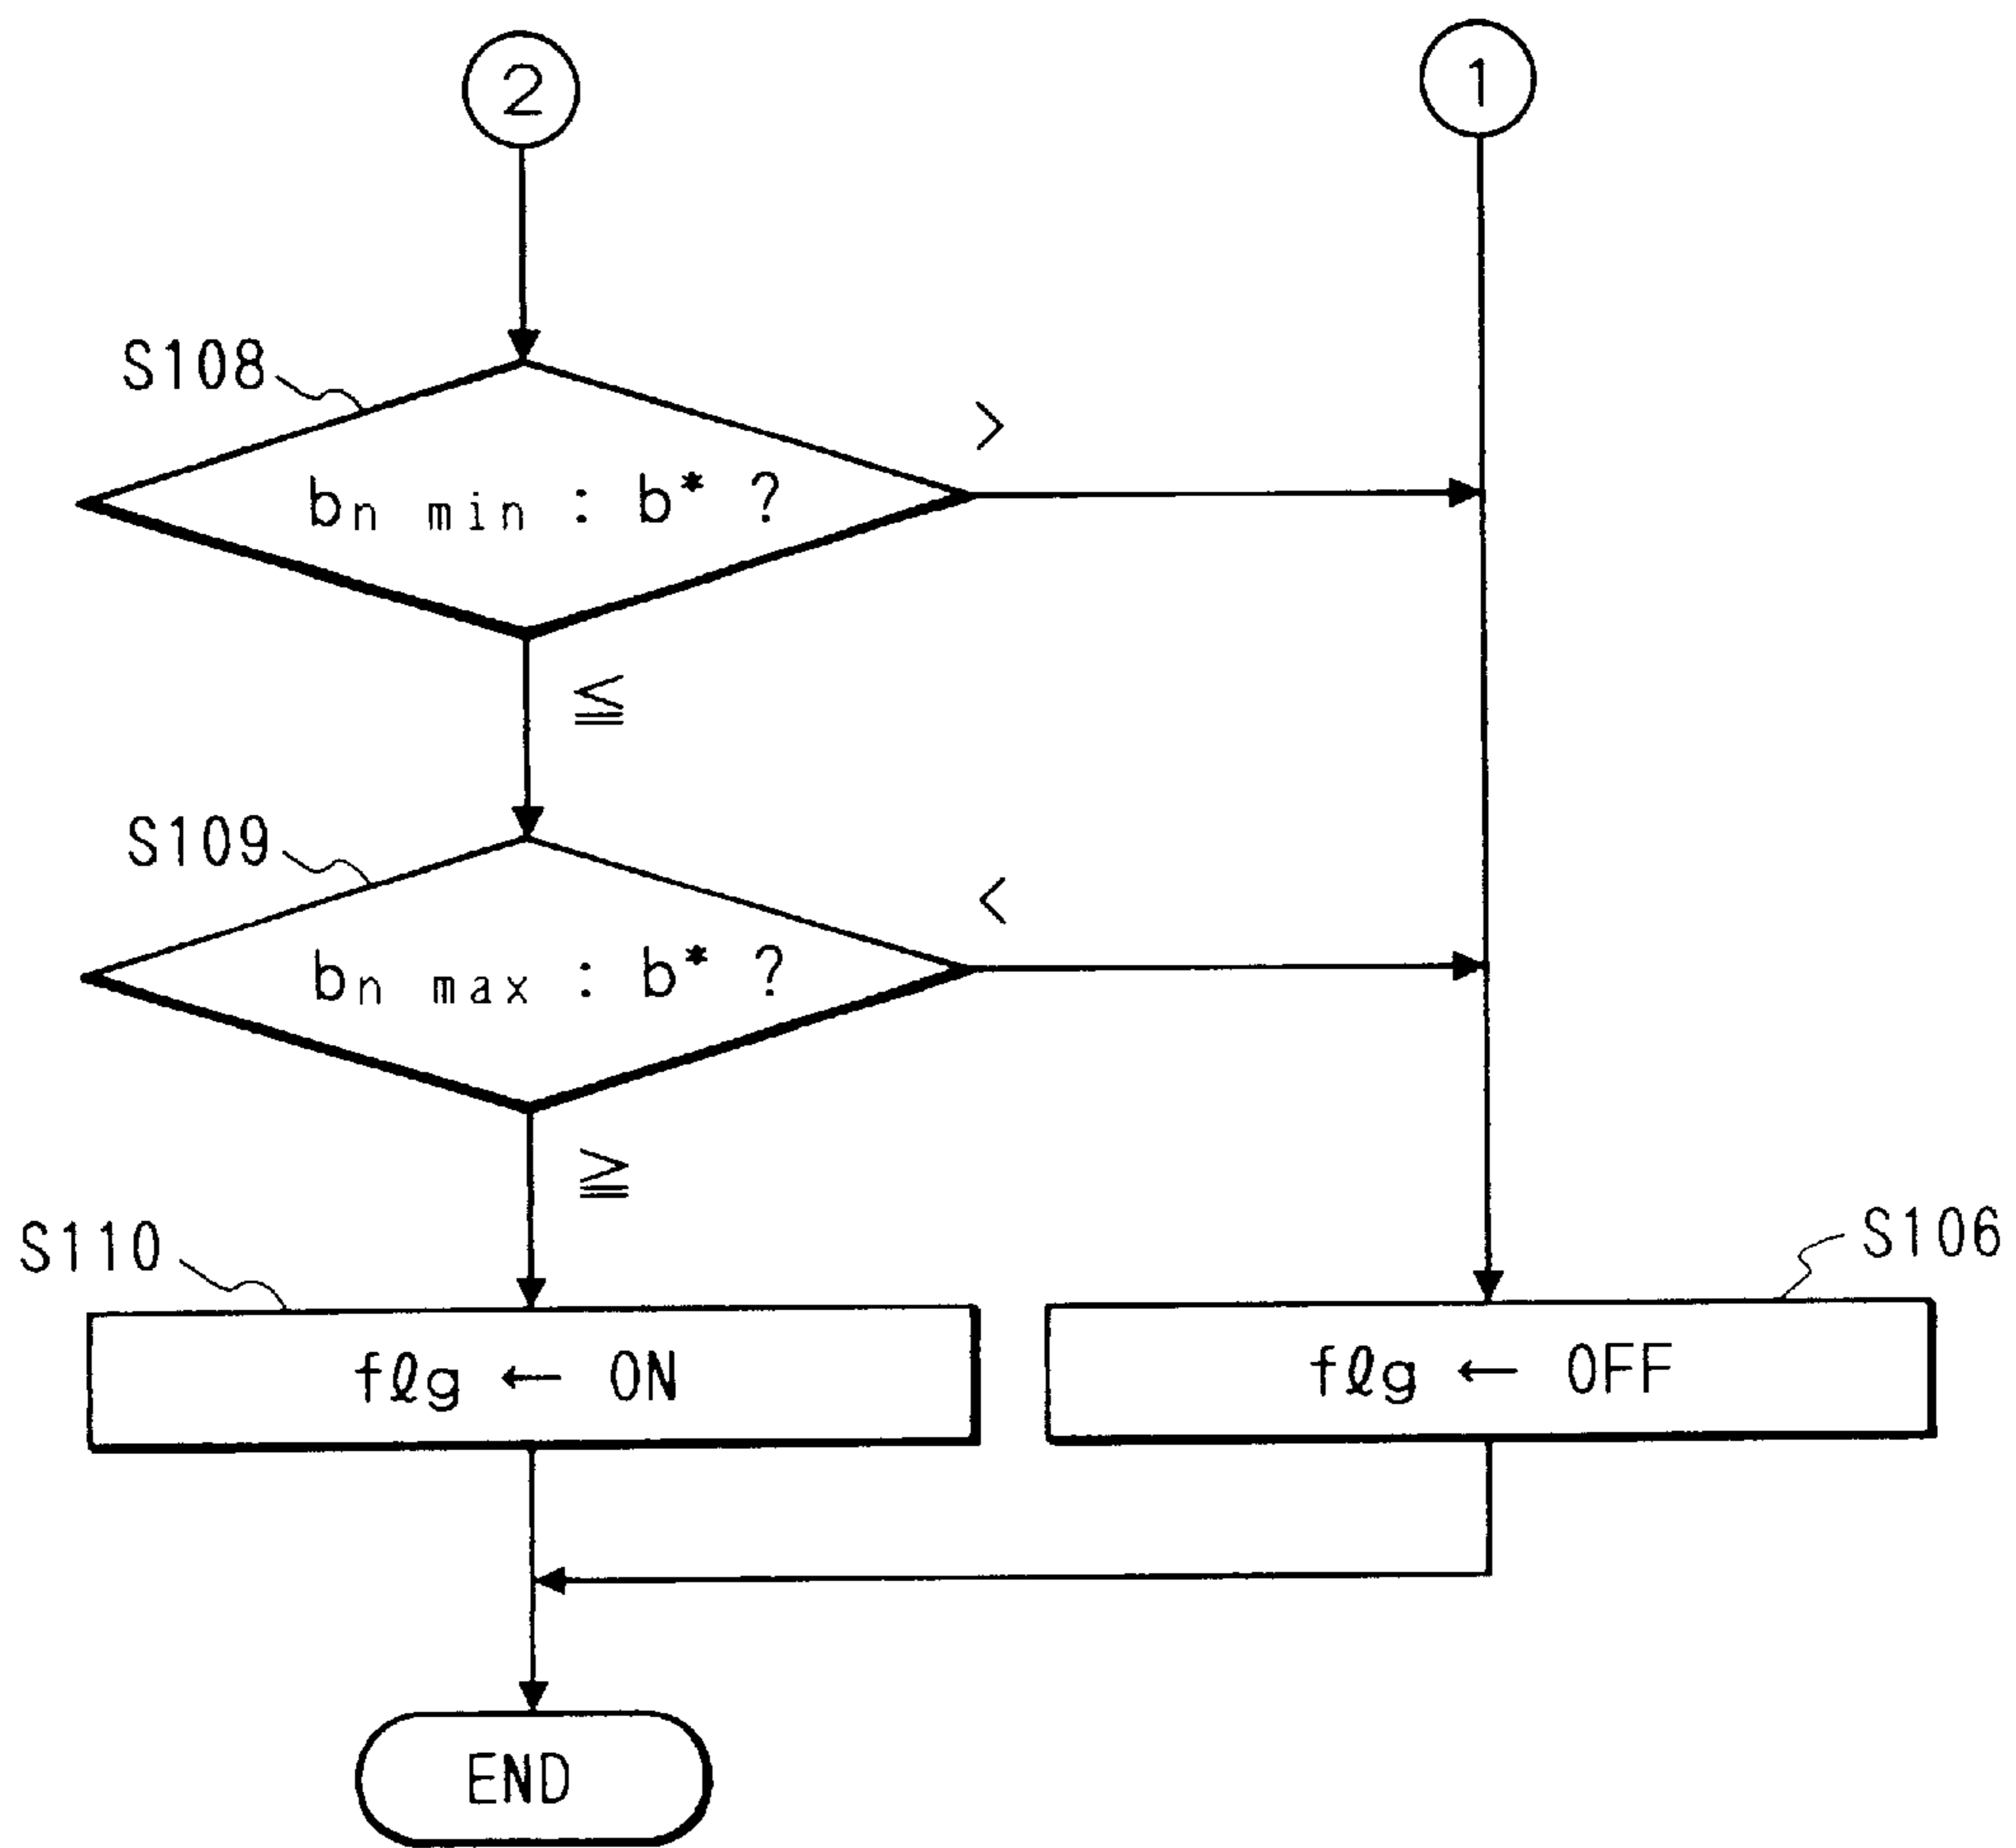 2
1
S108
>
bn min : b* ?
≦
S109
<
bn max : b* ?
≧
S110
S106
fℓg ← ON
fℓg ← OFF
END